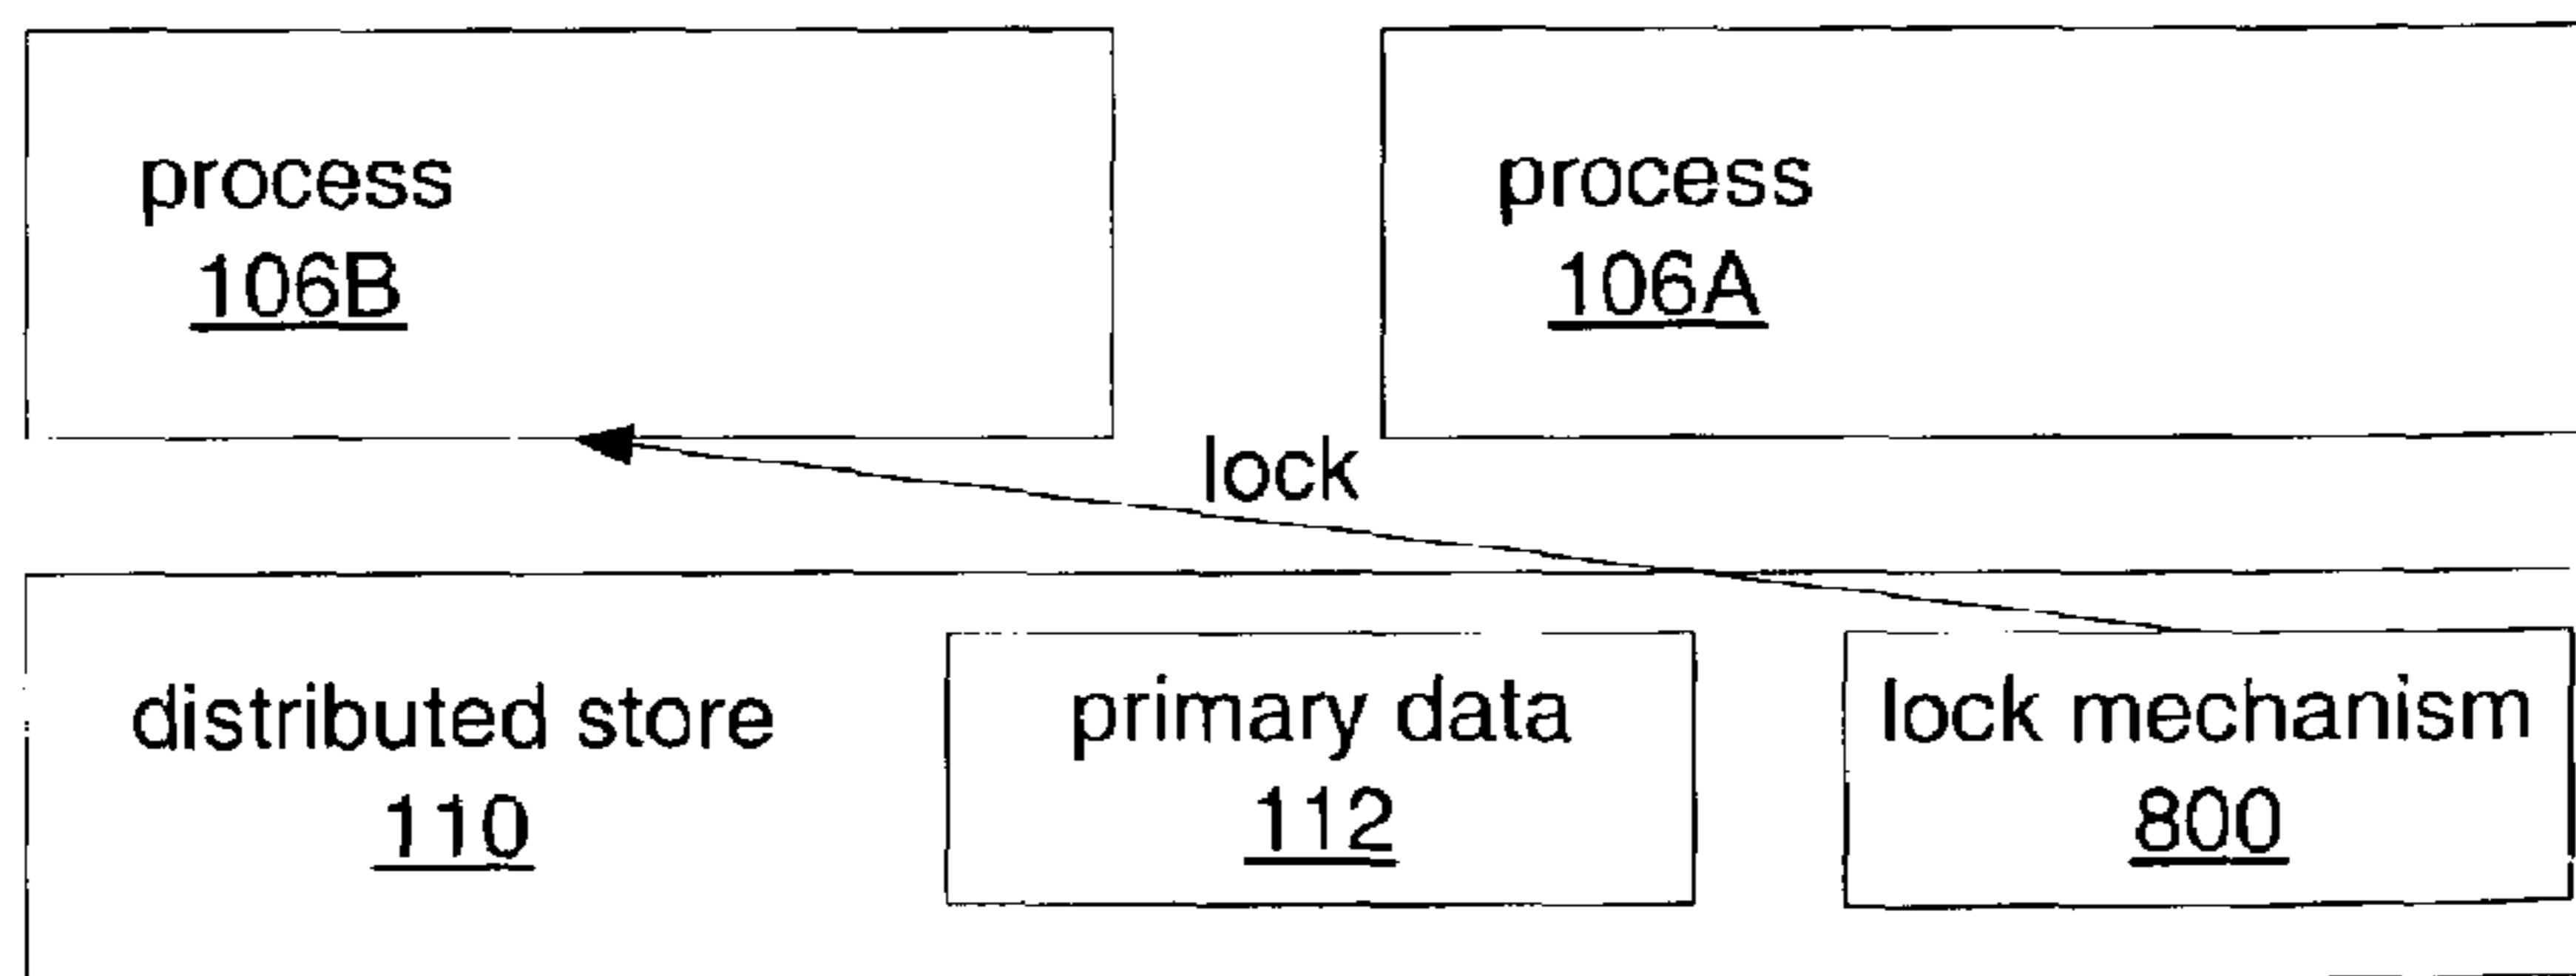 process
106B
process
106A
lock
distributed store
110
primary data
112
lock mechanism
800